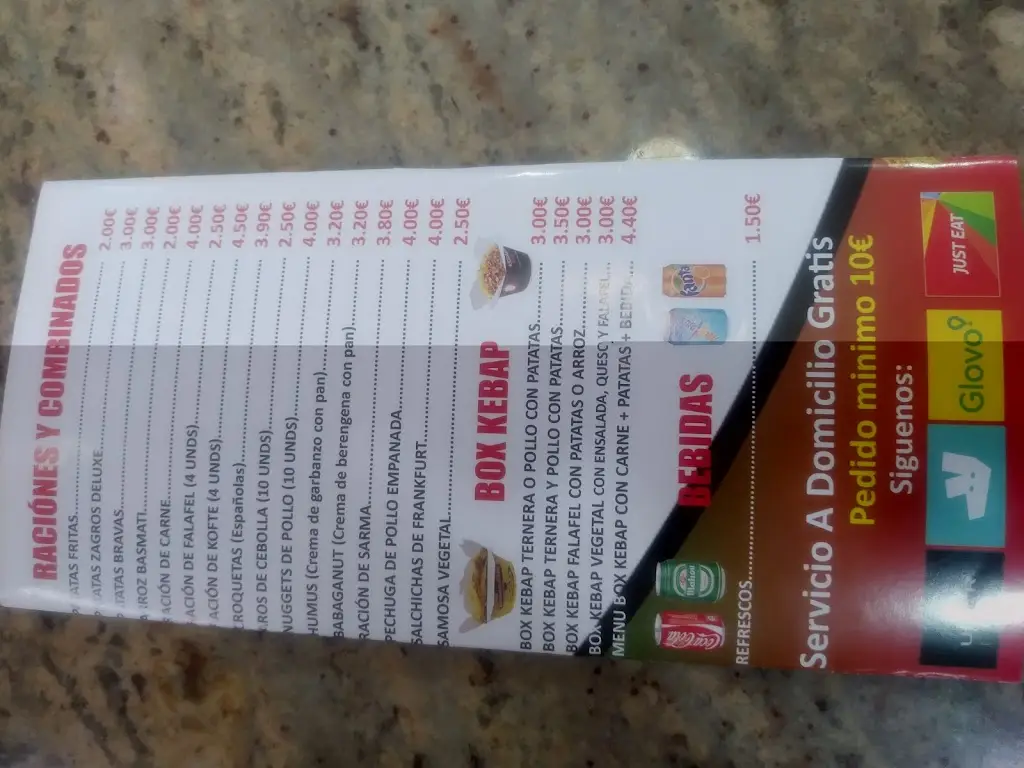 RACIÓNES Y COMBINADOS
PATATAS FRITAS 2.00€
PATATAS ZAGROS DELUXE 3.00€
PATATAS BRAVAS 3.00€
ARROZ BASMATI 2.00€
RACIÓN DE CARNE 4.00€
RACIÓN DE FALAFEL (4 UNDS) 2.50€
RACIÓN DE KOFTE (4 UNDS) 4.50€
CROQUETAS (Españolas) 3.90€
AROS DE CEBOLLA (10 UNDS) 2.50€
NUGGETS DE POLLO (10 UNDS) 4.00€
HUMUS (Crema de garbanzo con pan) 3.20€
BABAGANUT (Crema de berengena con pan) 3.20€
RACIÓN DE SARMA 3.80€
PECHUGA DE POLLO EMPANADA 4.00€
SALCHICHAS DE FRANKFURT 4.00€
SAMOSA VEGETAL 2.50€
BOX KEBAP
BOX KEBAP TERNERA O POLLO CON PATATAS 3.00€
BOX KEBAP TERNERA Y POLLO CON PATATAS 3.50€
BOX KEBAP FALAFEL CON PATATAS O ARROZ 3.00€
BOX KEBAP VEGETAL CON ENSALADA, QUESO Y FALAFEL 3.00€
MENU BOX KEBAP CON CARNE + PATATAS + BEBIDA 4.40€
BEBIDAS
Coca-Cola
Fanta
REFRESCOS 1.50€
Servicio A Domicilio Gratis
Pedido minimo 10€
Siguenos:
Glovo
JUST EAT